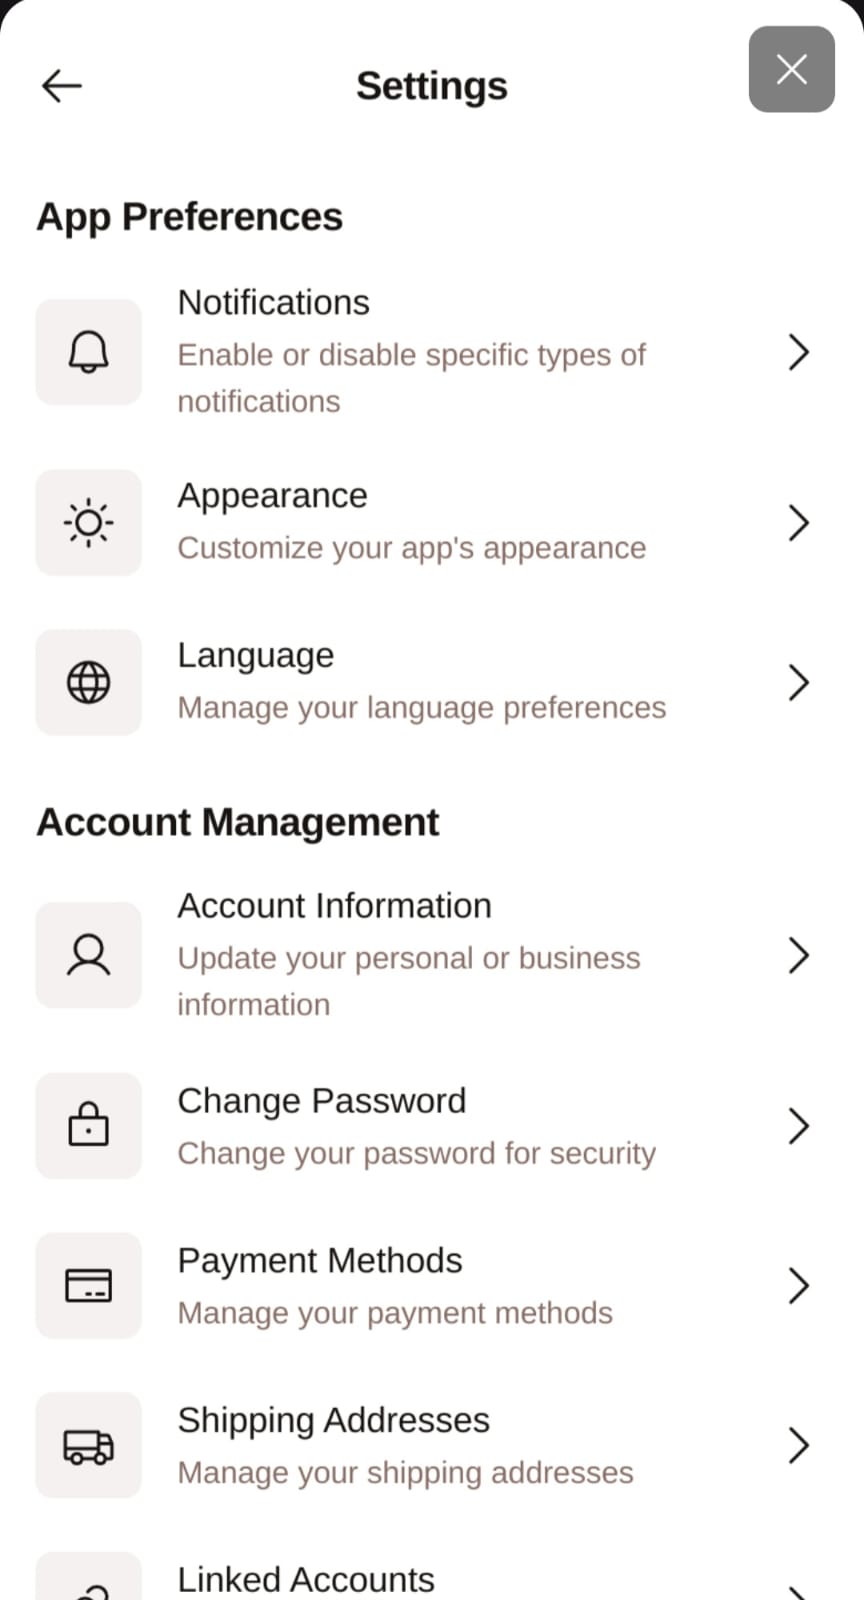 Settings
App Preferences
Notifications
Enable or disable specific types of
notifications
Appearance
Customize your app's appearance
Language
Manage your language preferences
Account Management
Account Information
Update your personal or business
information
Change Password
Change your password for security
Payment Methods
Manage your payment methods
Shipping Addresses
Manage your shipping addresses
Linked Accounts